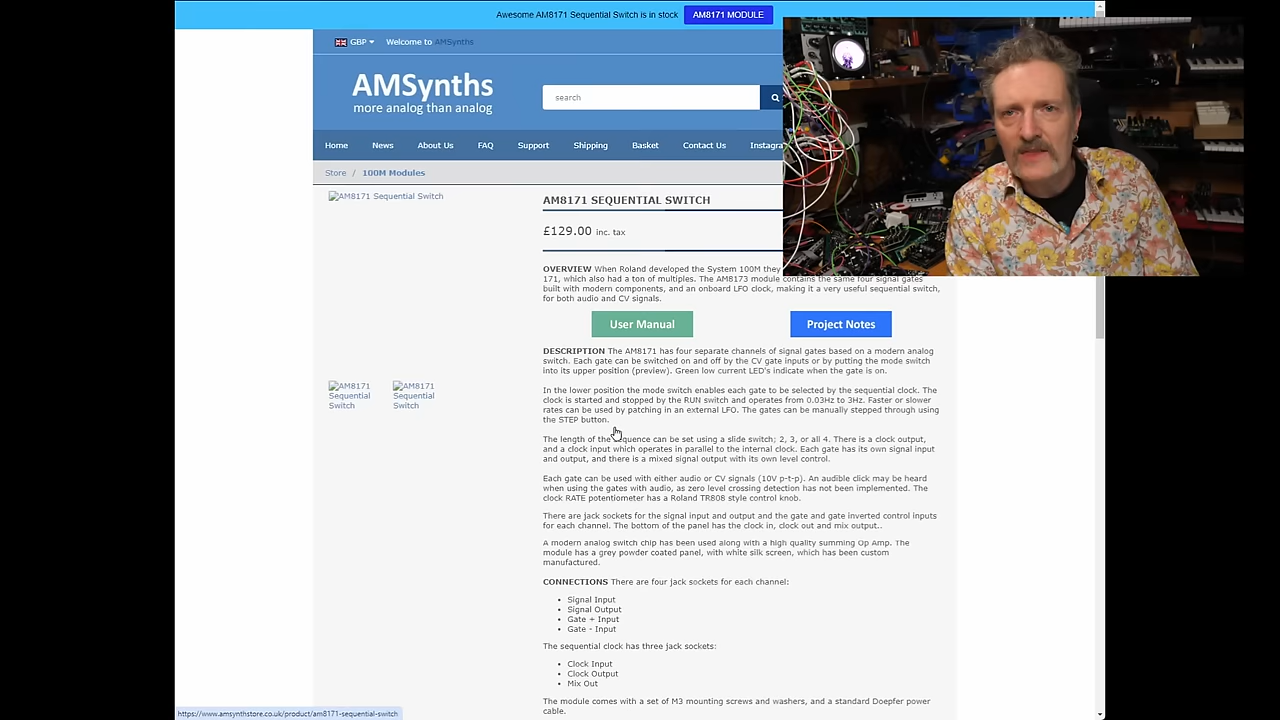 Awesome AM8171 Sequential Switch is in stock
AM8171 MODULE
GBP
Welcome to AMSynths
AMSynths
more analog than analog
search
Home News About Us FAQ Support Shipping Basket Contact Us Instagra
Store / 100M Modules
AM8171 Sequential Switch
AM8171 SEQUENTIAL SWITCH
£129.00 inc. tax
OVERVIEW When Roland developed the System 100M they
171, which also had a ton of multiples. The AM8173 module contains the same four signal gates
built with modern components, and an onboard LFO clock, making it a very useful sequential switch,
for both audio and CV signals.
User Manual
Project Notes
DESCRIPTION The AM8171 has four separate channels of signal gates based on a modern analog
switch. Each gate can be switched on and off by the CV gate inputs or by putting the mode switch
into its upper position (preview). Green low current LED's indicate when the gate is on.
AM8171
Sequential
Switch
AM8171
Sequential
Switch
In the lower position the mode switch enables each gate to be selected by the sequential clock. The
clock is started and stopped by the RUN switch and operates from 0.03Hz to 3Hz. Faster or slower
rates can be used by patching in an external LFO. The gates can be manually stepped through using
the STEP button.
The length of the sequence can be set using a slide switch; 2, 3, or all 4. There is a clock output,
and a clock input which operates in parallel to the internal clock. Each gate has its own signal input
and output, and there is a mixed signal output with its own level control.
Each gate can be used with either audio or CV signals (10V p-t-p). An audible click may be heard
when using the gates with audio, as zero level crossing detection has not been implemented. The
clock RATE potentiometer has a Roland TR808 style control knob.
There are jack sockets for the signal input and output and the gate and gate inverted control inputs
for each channel. The bottom of the panel has the clock in, clock out and mix output..
A modern analog switch chip has been used along with a high quality summing Op Amp. The
module has a grey powder coated panel, with white silk screen, which has been custom
manufactured.
CONNECTIONS There are four jack sockets for each channel:
• Signal Input
• Signal Output
• Gate + Input
• Gate - Input
The sequential clock has three jack sockets:
• Clock Input
• Clock Output
• Mix Out
The module comes with a set of M3 mounting screws and washers, and a standard Doepfer power
cable.
https://www.amsynthstore.co.uk/product/am8171-sequential-switch